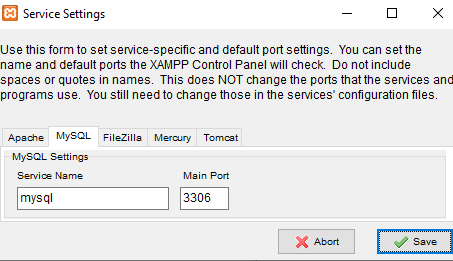 Service Settings
Use this form to set service-specific and default port settings. You can set the
name and default ports the XAMPP Control Panel will check. Do not include
spaces or quotes in names. This does NOT change the ports that the services and
programs use. You still need to change those in the services' configuration files.
Apache MySQL FileZilla Mercury Tomcat
MySQL Settings
Service Name Main Port
mysql 3306
Abort Save